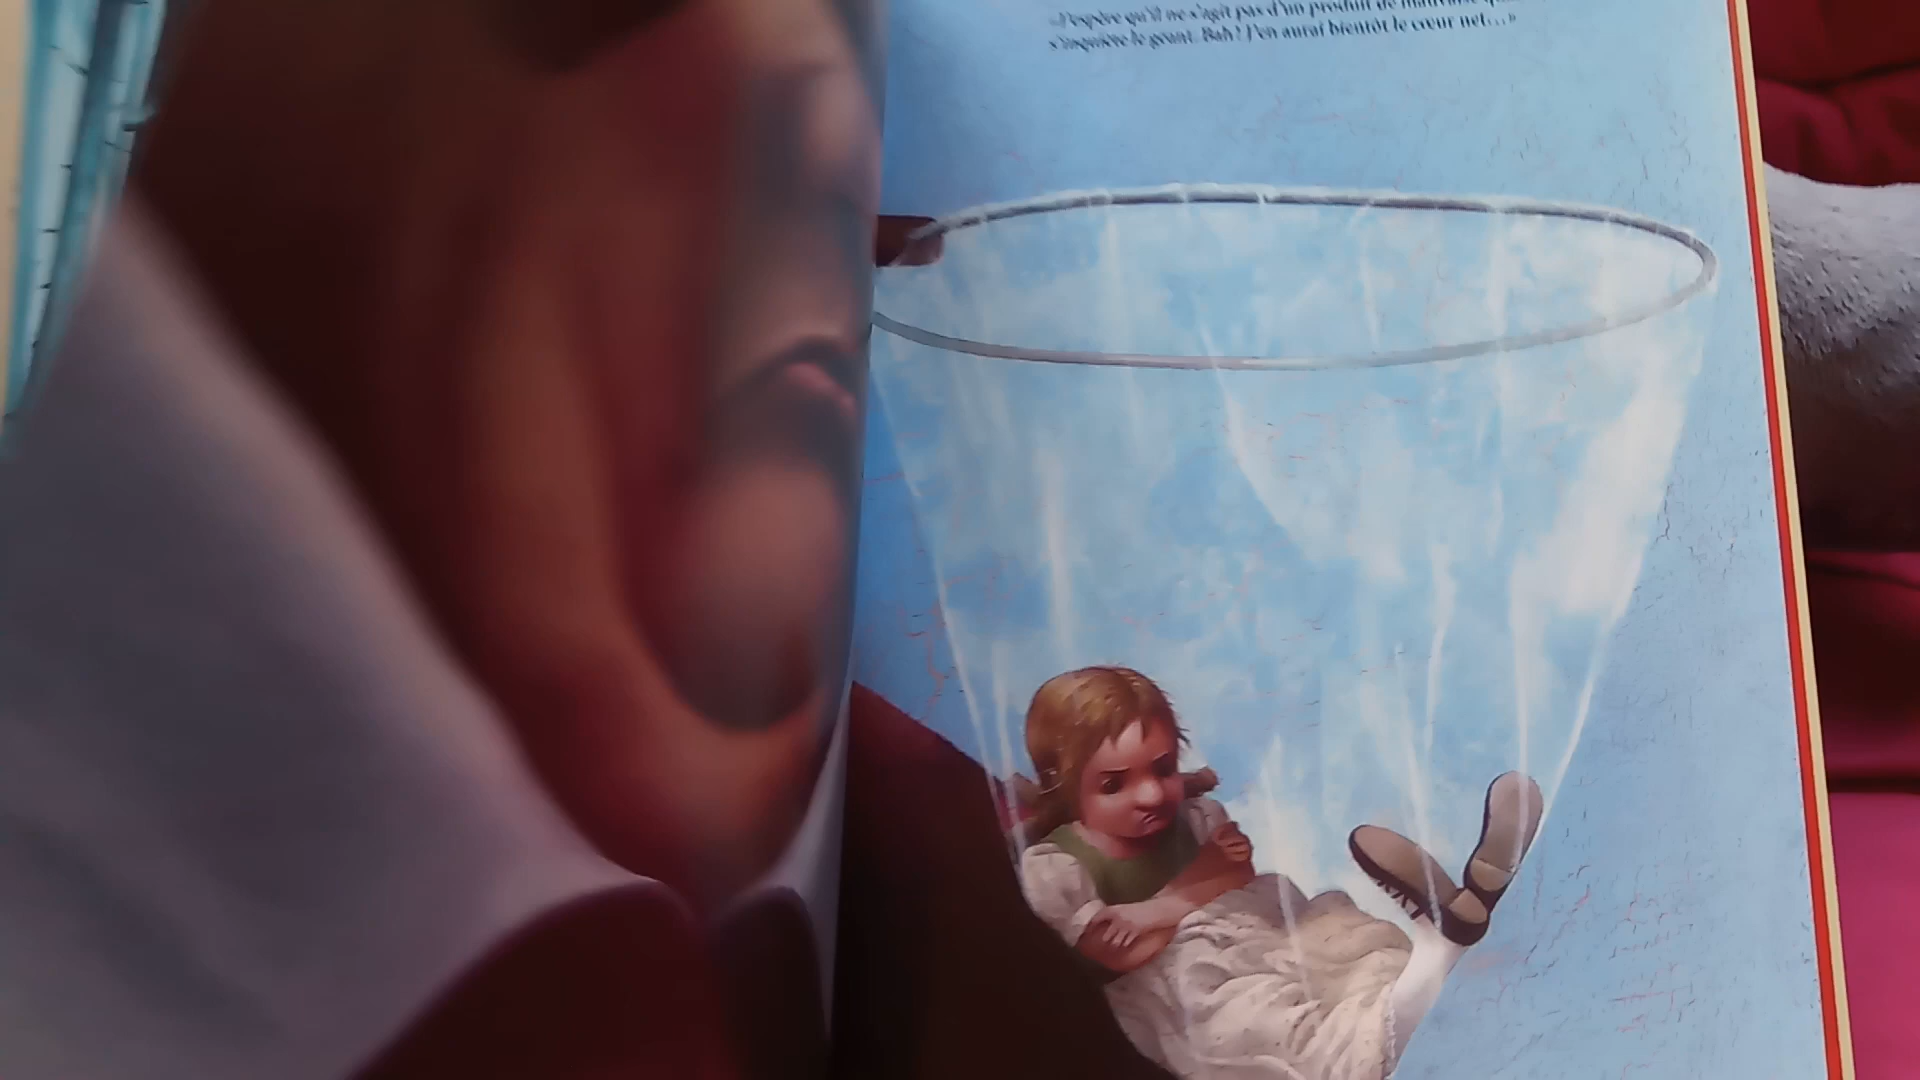 «J'espère qu'il ne s'agit pas d'un produit de mauvaise
s'inquiète le géant. Bah! J'en aurai bientôt le cœur net...»